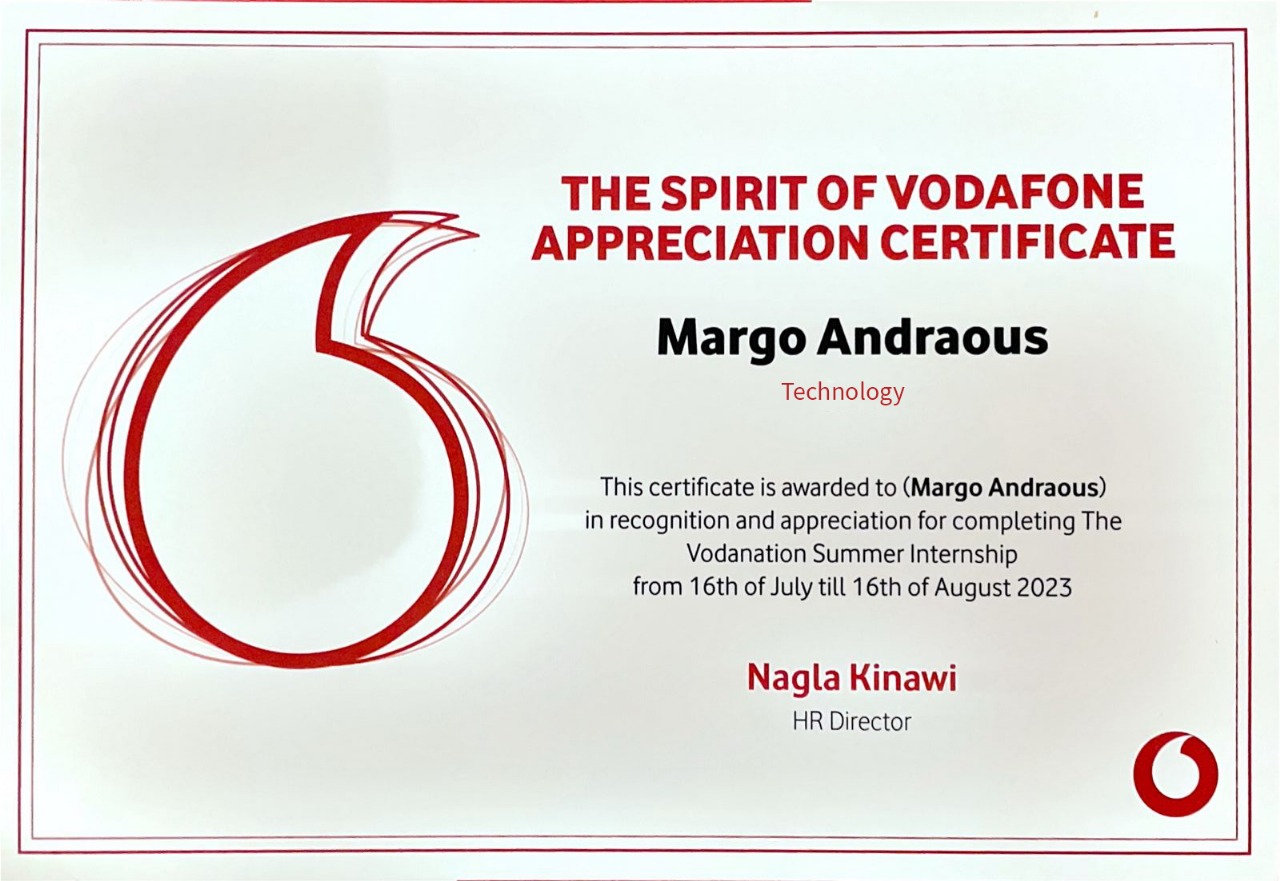 THE SPIRIT OF VODAFONE
APPRECIATION CERTIFICATE
Margo Andraous
Technology
This certificate is awarded to (Margo Andraous)
in recognition and appreciation for completing The
Vodanation Summer Internship
from 16th of July till 16th of August 2023
Nagla Kinawi
HR Director